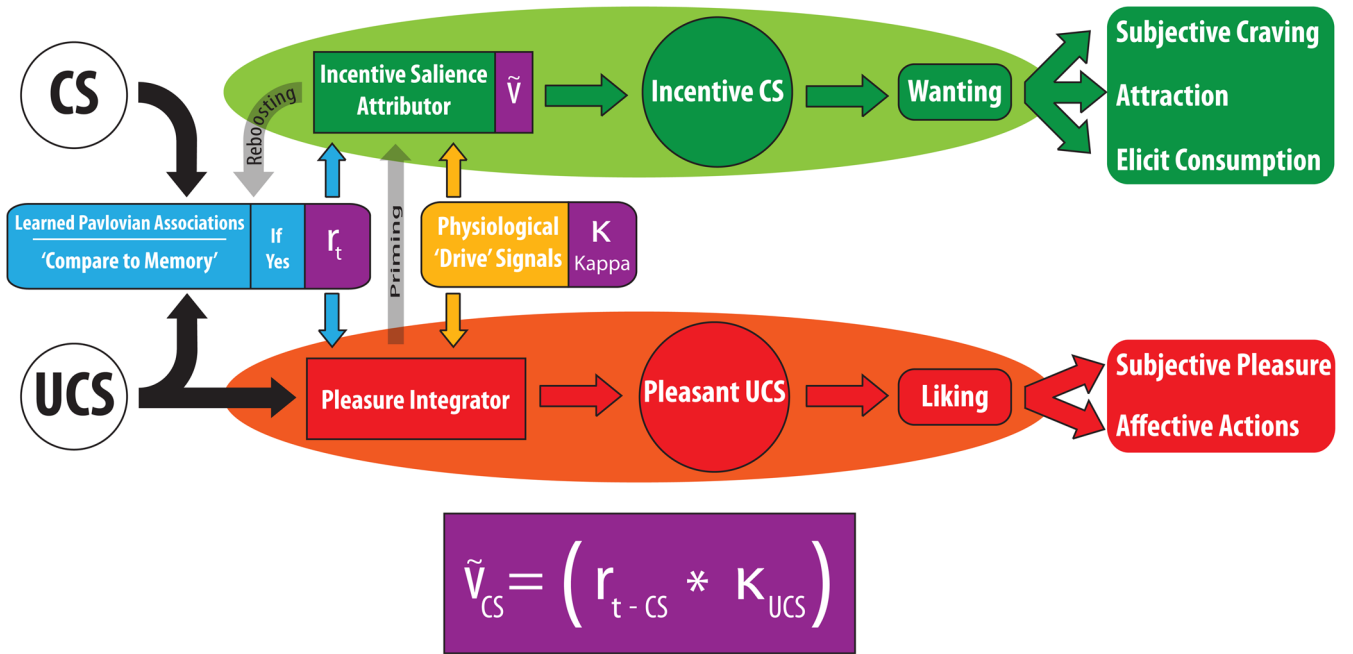 CS
Incentive Salience
Attributor
ṽ
Incentive CS
Wanting
Subjective Craving
Attraction
Elicit Consumption
Reboosting
Learned Pavlovian Associations
‘Compare to Memory’
If
Yes
rt
Priming
Physiological
‘Drive’ Signals
κ
Kappa
UCS
Pleasure Integrator
Pleasant UCS
Liking
Subjective Pleasure
Affective Actions
ṽCS = (rt - CS * κUCS)